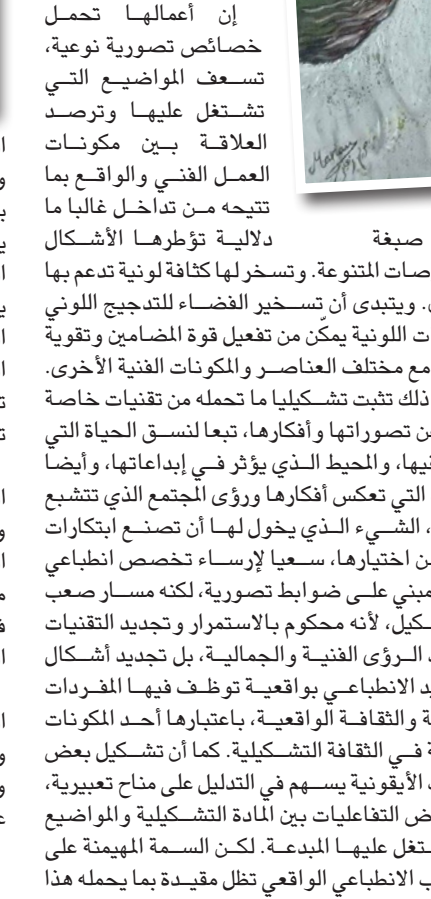 إن أعمالها تحمل
خصائص تصورية نوعية،
تسعف المواضيع التي
تشتغل عليها وترصد
العلاقة بين مكونات
العمل الفني والواقع بما
تتيحه من تداخل غالبا ما
صبغة دلالية تؤطرها الأشكال
صات المتنوعة. وتسخر لها كثافة لونية تدعم بها
. ويتبدى أن تسخير الفضاء للتدجيج اللوني
ت اللونية يمكّن من تفعيل قوة المضامين وتقوية
مع مختلف العناصر والمكونات الفنية الأخرى.
ذلك تثبت تشكيليا ما تحمله من تقنيات خاصة
ن تصوراتها وأفكارها، تبعا لنسق الحياة التي
نيها، والمحيط الذي يؤثر في إبداعاتها، وأيضا
التي تعكس أفكارها ورؤى المجتمع الذي تتشبع
، الشيء الذي يخول لها أن تصنع ابتكارات
ن اختيارها، سعيا لإرساء تخصص انطباعي
مبني على ضوابط تصورية، لكنه مسار صعب
كيل، لأنه محكوم بالاستمرار وتجديد التقنيات
د الرؤى الفنية والجمالية، بل تجديد أشكال
يد الانطباعي بواقعية توظف فيها المفردات
ة والثقافة الواقعية، باعتبارها أحد المكونات
ة في الثقافة التشكيلية. كما أن تشكيل بعض
الأيقونية يسهم في التدليل على مناح تعبيرية،
ض التفاعليات بين المادة التشكيلية والمواضيع
تغل عليها المبدعة. لكن السمة المهيمنة على
ب الانطباعي الواقعي تظل مقيدة بما يحمله هذا